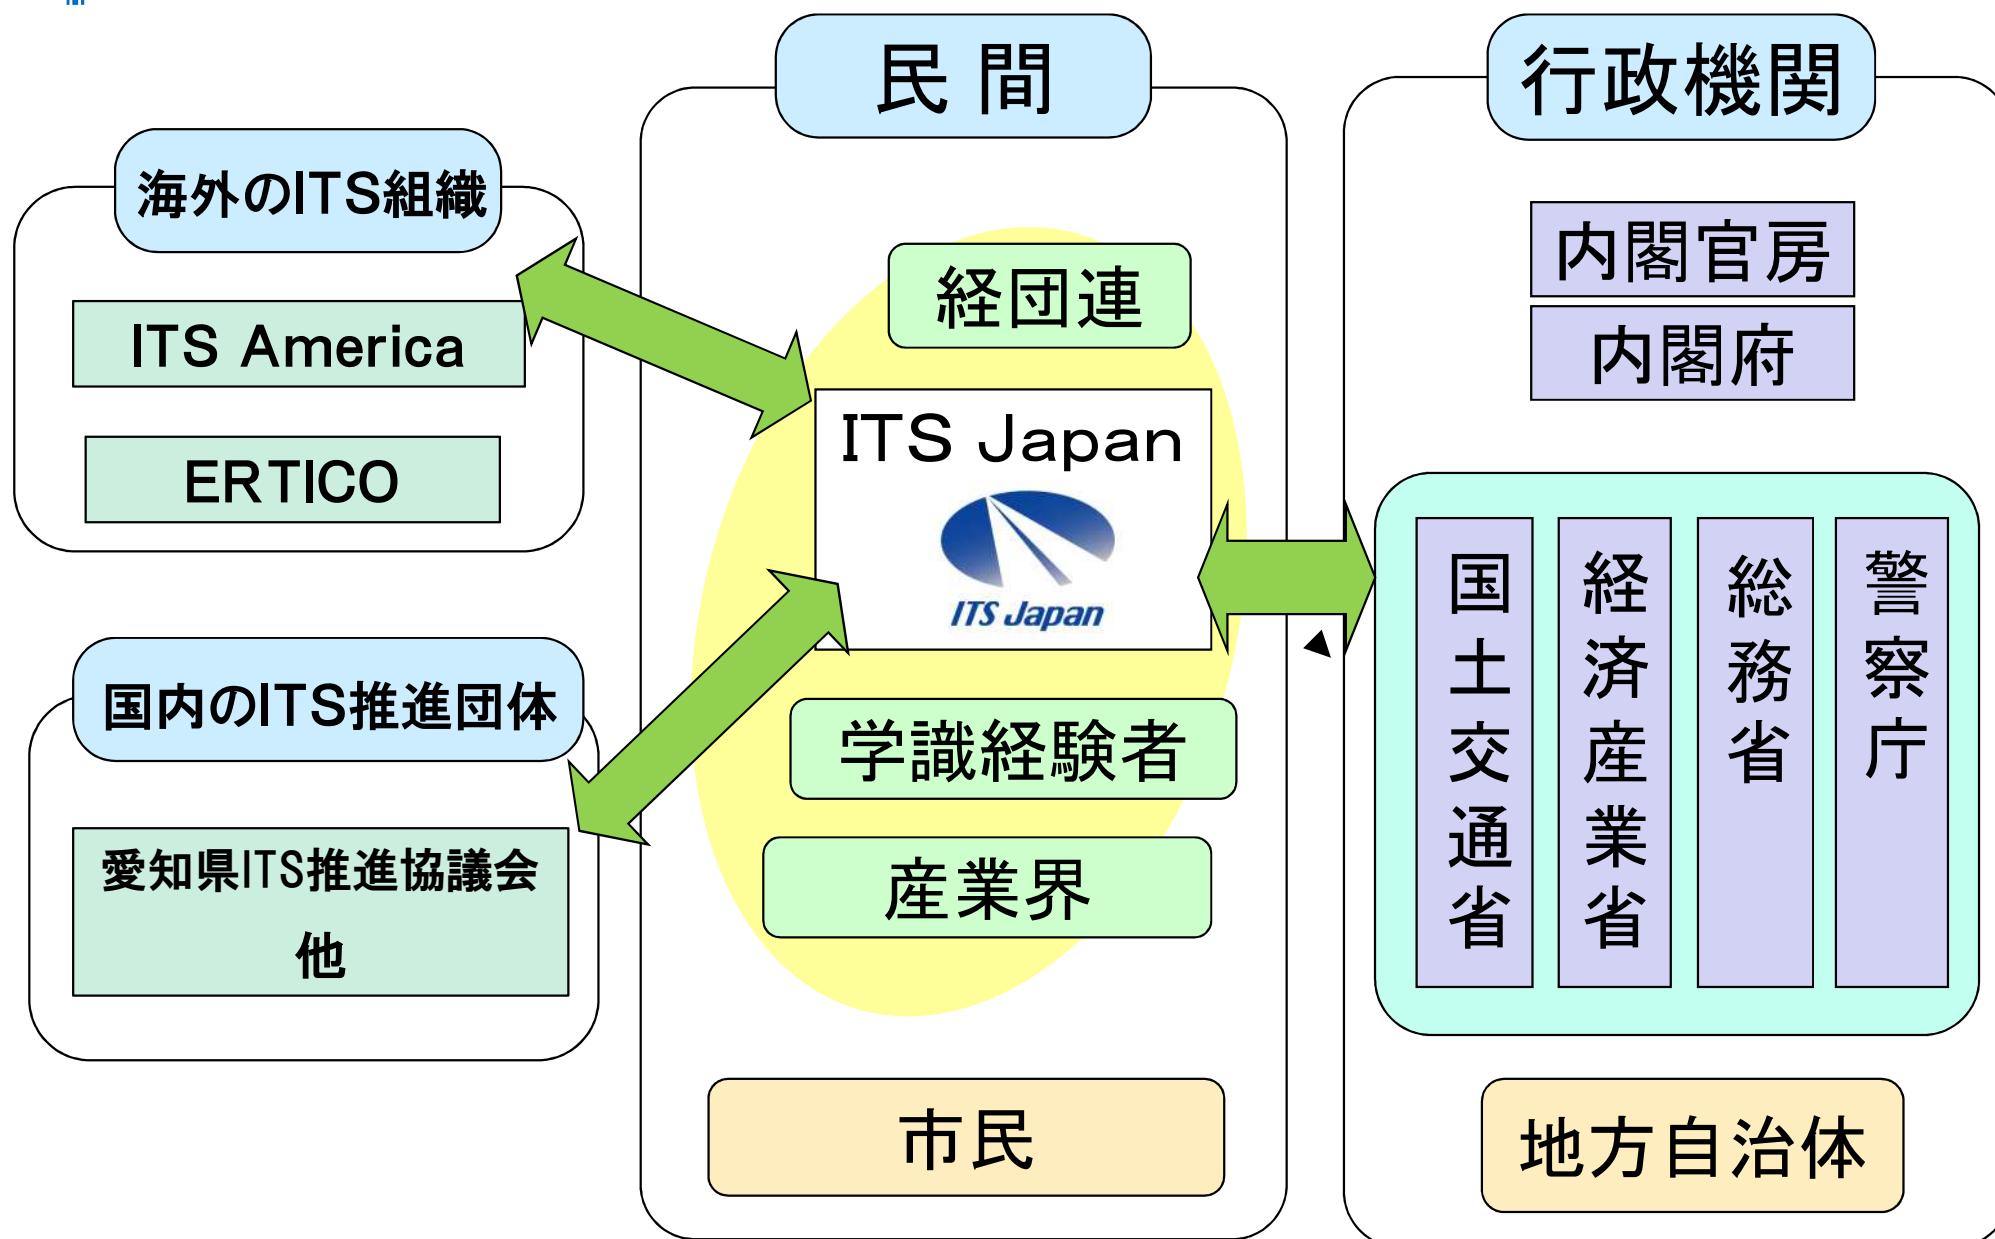 民 間
行政機関
海外のITS組織
ITS America
ERTICO
国内のITS推進団体
愛知県ITS推進協議会
他
経団連
ITS Japan
ITS Japan
学識経験者
産業界
市民
内閣官房
内閣府
国土交通省
経済産業省
総務省
警察庁
地方自治体